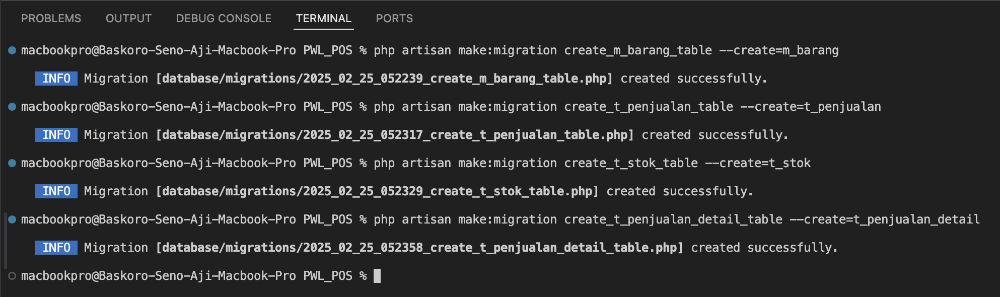 PROBLEMS OUTPUT DEBUG CONSOLE TERMINAL PORTS
macbookpro@Baskoro-Seno-Aji-Macbook-Pro PWL_POS % php artisan make:migration create_m_barang_table --create=m_barang
INFO Migration [database/migrations/2025_02_25_052239_create_m_barang_table.php] created successfully.
macbookpro@Baskoro-Seno-Aji-Macbook-Pro PWL_POS % php artisan make:migration create_t_penjualan_table --create=t_penjualan
INFO Migration [database/migrations/2025_02_25_052317_create_t_penjualan_table.php] created successfully.
macbookpro@Baskoro-Seno-Aji-Macbook-Pro PWL_POS % php artisan make:migration create_t_stok_table --create=t_stok
INFO Migration [database/migrations/2025_02_25_052329_create_t_stok_table.php] created successfully.
macbookpro@Baskoro-Seno-Aji-Macbook-Pro PWL_POS % php artisan make:migration create_t_penjualan_detail_table --create=t_penjualan_detail
INFO Migration [database/migrations/2025_02_25_052358_create_t_penjualan_detail_table.php] created successfully.
macbookpro@Baskoro-Seno-Aji-Macbook-Pro PWL_POS %